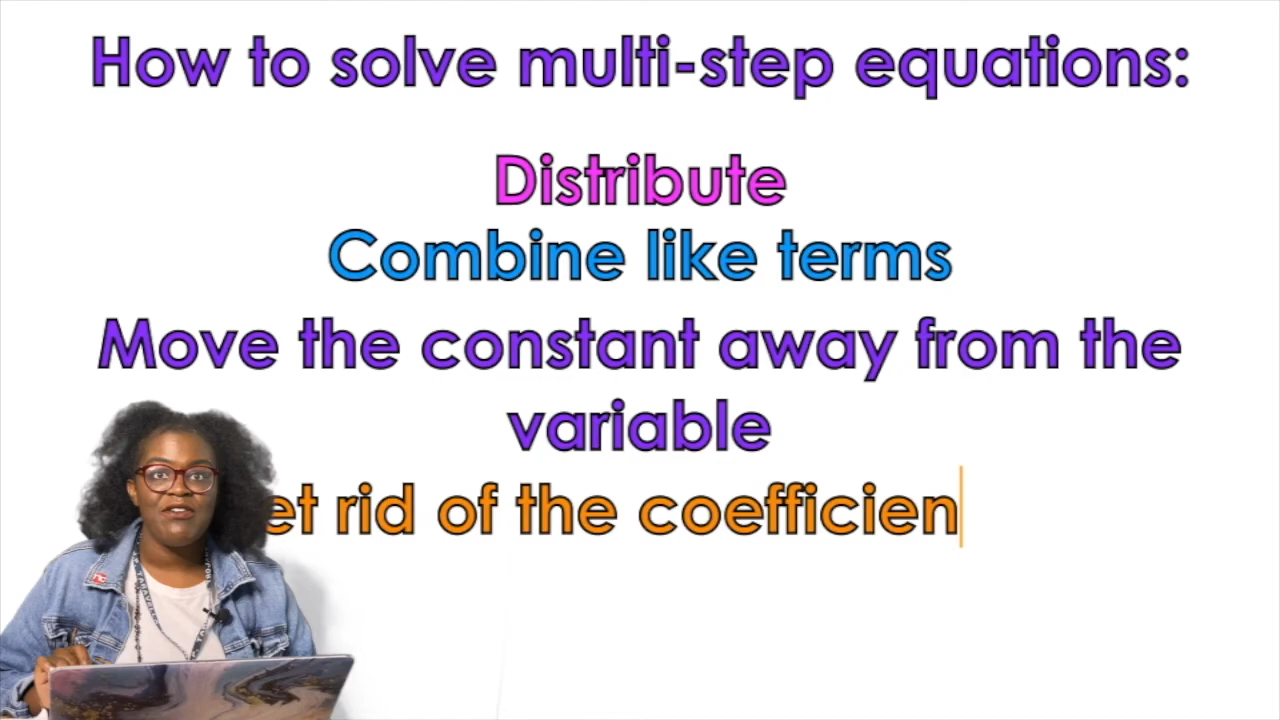 How to solve multi-step equations:
Distribute
Combine like terms
Move the constant away from the
variable
et rid of the coefficien